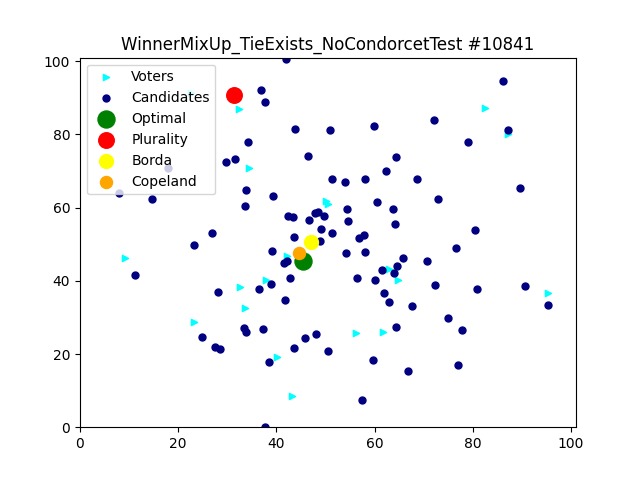 WinnerMixUp_TieExists_NoCondorcetTest #10841
100
80
60
40
20
0
0 20 40 60 80 100
Voters
Candidates
Optimal
Plurality
Borda
Copeland